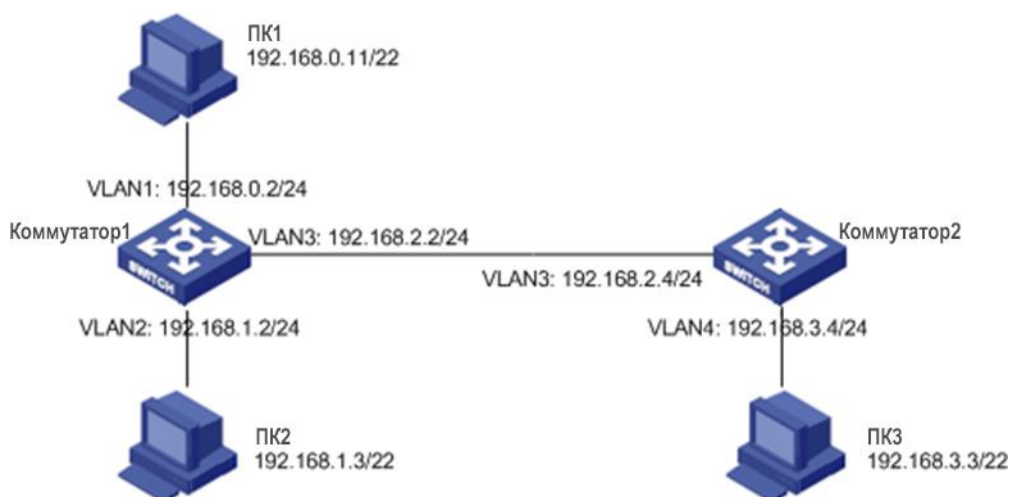 ПК1
192.168.0.11/22
VLAN1: 192.168.0.2/24
Коммутатор1
VLAN3: 192.168.2.2/24
Коммутатор2
SWITCH
SWITCH
VLAN3: 192.168.2.4/24
VLAN2: 192.168.1.2/24
VLAN4: 192.168.3.4/24
ПК2
192.168.1.3/22
ПК3
192.168.3.3/22